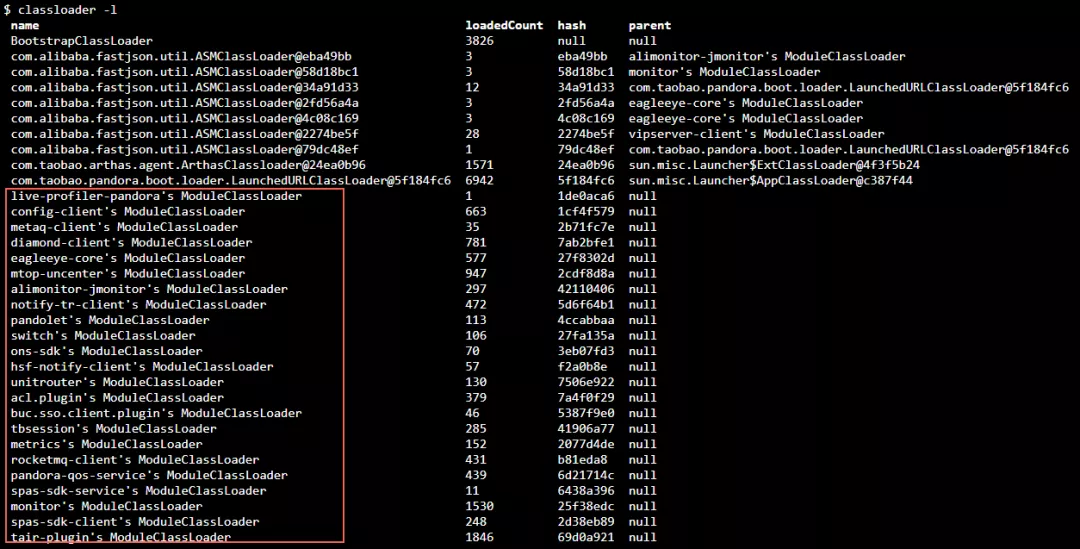 $ classloader -l
name loadedCount hash parent
BootstrapClassLoader 3826 null null
com.alibaba.fastjson.util.ASMClassLoader@eba49bb 3 eba49bb alimonitor-jmonitor's ModuleClassLoader
com.alibaba.fastjson.util.ASMClassLoader@58d18bc1 3 58d18bc1 monitor's ModuleClassLoader
com.alibaba.fastjson.util.ASMClassLoader@34a91d33 12 34a91d33 com.taobao.pandora.boot.loader.LaunchedURLClassLoader@5f184fc6
com.alibaba.fastjson.util.ASMClassLoader@2fd56a4a 3 2fd56a4a eagleeye-core's ModuleClassLoader
com.alibaba.fastjson.util.ASMClassLoader@4c08c169 3 4c08c169 eagleeye-core's ModuleClassLoader
com.alibaba.fastjson.util.ASMClassLoader@2274be5f 28 2274be5f vipserver-client's ModuleClassLoader
com.alibaba.fastjson.util.ASMClassLoader@79dc48ef 1 79dc48ef com.taobao.pandora.boot.loader.LaunchedURLClassLoader@5f184fc6
com.taobao.arthas.agent.ArthasClassloader@24ea0b96 1571 24ea0b96 sun.misc.Launcher$ExtClassLoader@4f3f5b24
com.taobao.pandora.boot.loader.LaunchedURLClassLoader@5f184fc6 6942 5f184fc6 sun.misc.Launcher$AppClassLoader@c387f44
live-profiler-pandora's ModuleClassLoader 1 1de0aca6 null
config-client's ModuleClassLoader 663 1cf4f579 null
metaq-client's ModuleClassLoader 35 2b71fc7e null
diamond-client's ModuleClassLoader 781 7ab2bfe1 null
eagleeye-core's ModuleClassLoader 577 27f8302d null
mtop-uncenter's ModuleClassLoader 947 2cdf8d8a null
alimonitor-jmonitor's ModuleClassLoader 297 42110406 null
notify-tr-client's ModuleClassLoader 472 5d6f64b1 null
pandolet's ModuleClassLoader 113 4ccabbaa null
switch's ModuleClassLoader 106 27fa135a null
ons-sdk's ModuleClassLoader 70 3eb07fd3 null
hsf-notify-client's ModuleClassLoader 57 f2a0b8e null
unitrouter's ModuleClassLoader 130 7506e922 null
acl.plugin's ModuleClassLoader 379 7a4f0f29 null
buc.sso.client.plugin's ModuleClassLoader 46 5387f9e0 null
tbsession's ModuleClassLoader 285 41906a77 null
metrics's ModuleClassLoader 152 2077d4de null
rocketmq-client's ModuleClassLoader 431 b81eda8 null
pandora-qos-service's ModuleClassLoader 439 6d21714c null
spas-sdk-service's ModuleClassLoader 11 6438a396 null
monitor's ModuleClassLoader 1530 25f38edc null
spas-sdk-client's ModuleClassLoader 248 2d38eb89 null
tair-plugin's ModuleClassLoader 1846 69d0a921 null